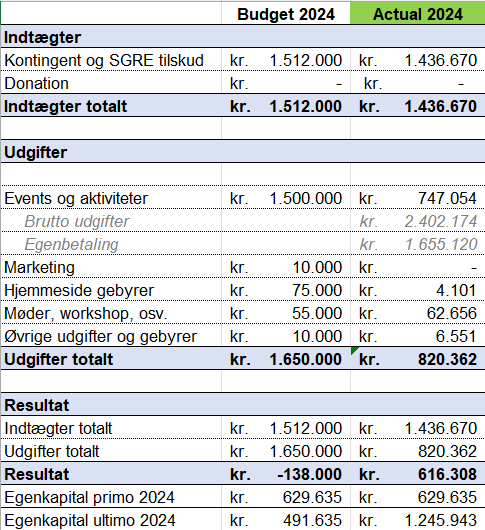 Budget 2024 Actual 2024
Indtægter
Kontingent og SGRE tilskud kr. 1.512.000 kr. 1.436.670
Donation kr. - kr. -
Indtægter totalt kr. 1.512.000 kr. 1.436.670
Udgifter
Events og aktiviteter kr. 1.500.000 kr. 747.054
Brutto udgifter kr. 2.402.174
Egenbetaling kr. 1.655.120
Marketing kr. 10.000 kr. -
Hjemmeside gebyrer kr. 75.000 kr. 4.101
Møder, workshop, osv. kr. 55.000 kr. 62.656
Øvrige udgifter og gebyrer kr. 10.000 kr. 6.551
Udgifter totalt kr. 1.650.000 kr. 820.362
Resultat
Indtægter totalt kr. 1.512.000 kr. 1.436.670
Udgifter totalt kr. 1.650.000 kr. 820.362
Resultat kr. -138.000 kr. 616.308
Egenkapital primo 2024 kr. 629.635 kr. 629.635
Egenkapital ultimo 2024 kr. 491.635 kr. 1.245.943